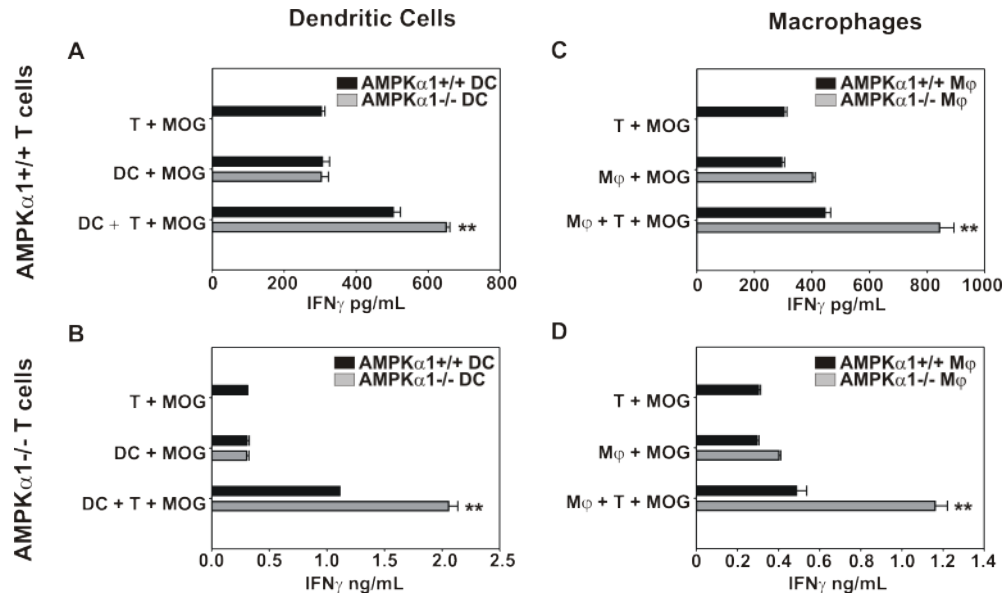 Dendritic Cells
Macrophages
AMPKα1+/+ T cells
A
AMPKα1+/+ DC
AMPKα1-/- DC
T + MOG
DC + MOG
DC + T + MOG
**
0 200 400 600 800
IFNγ pg/mL
C
AMPKα1+/+ Mφ
AMPKα1-/- Mφ
T + MOG
Mφ + MOG
Mφ + T + MOG
**
0 200 400 600 800 1000
IFNγ pg/mL
AMPKα1-/- T cells
B
AMPKα1+/+ DC
AMPKα1-/- DC
T + MOG
DC + MOG
DC + T + MOG
**
0.0 0.5 1.0 1.5 2.0 2.5
IFNγ ng/mL
D
AMPKα1+/+ Mφ
AMPKα1-/- Mφ
T + MOG
Mφ + MOG
Mφ + T + MOG
**
0.0 0.2 0.4 0.6 0.8 1.0 1.2 1.4
IFNγ ng/mL